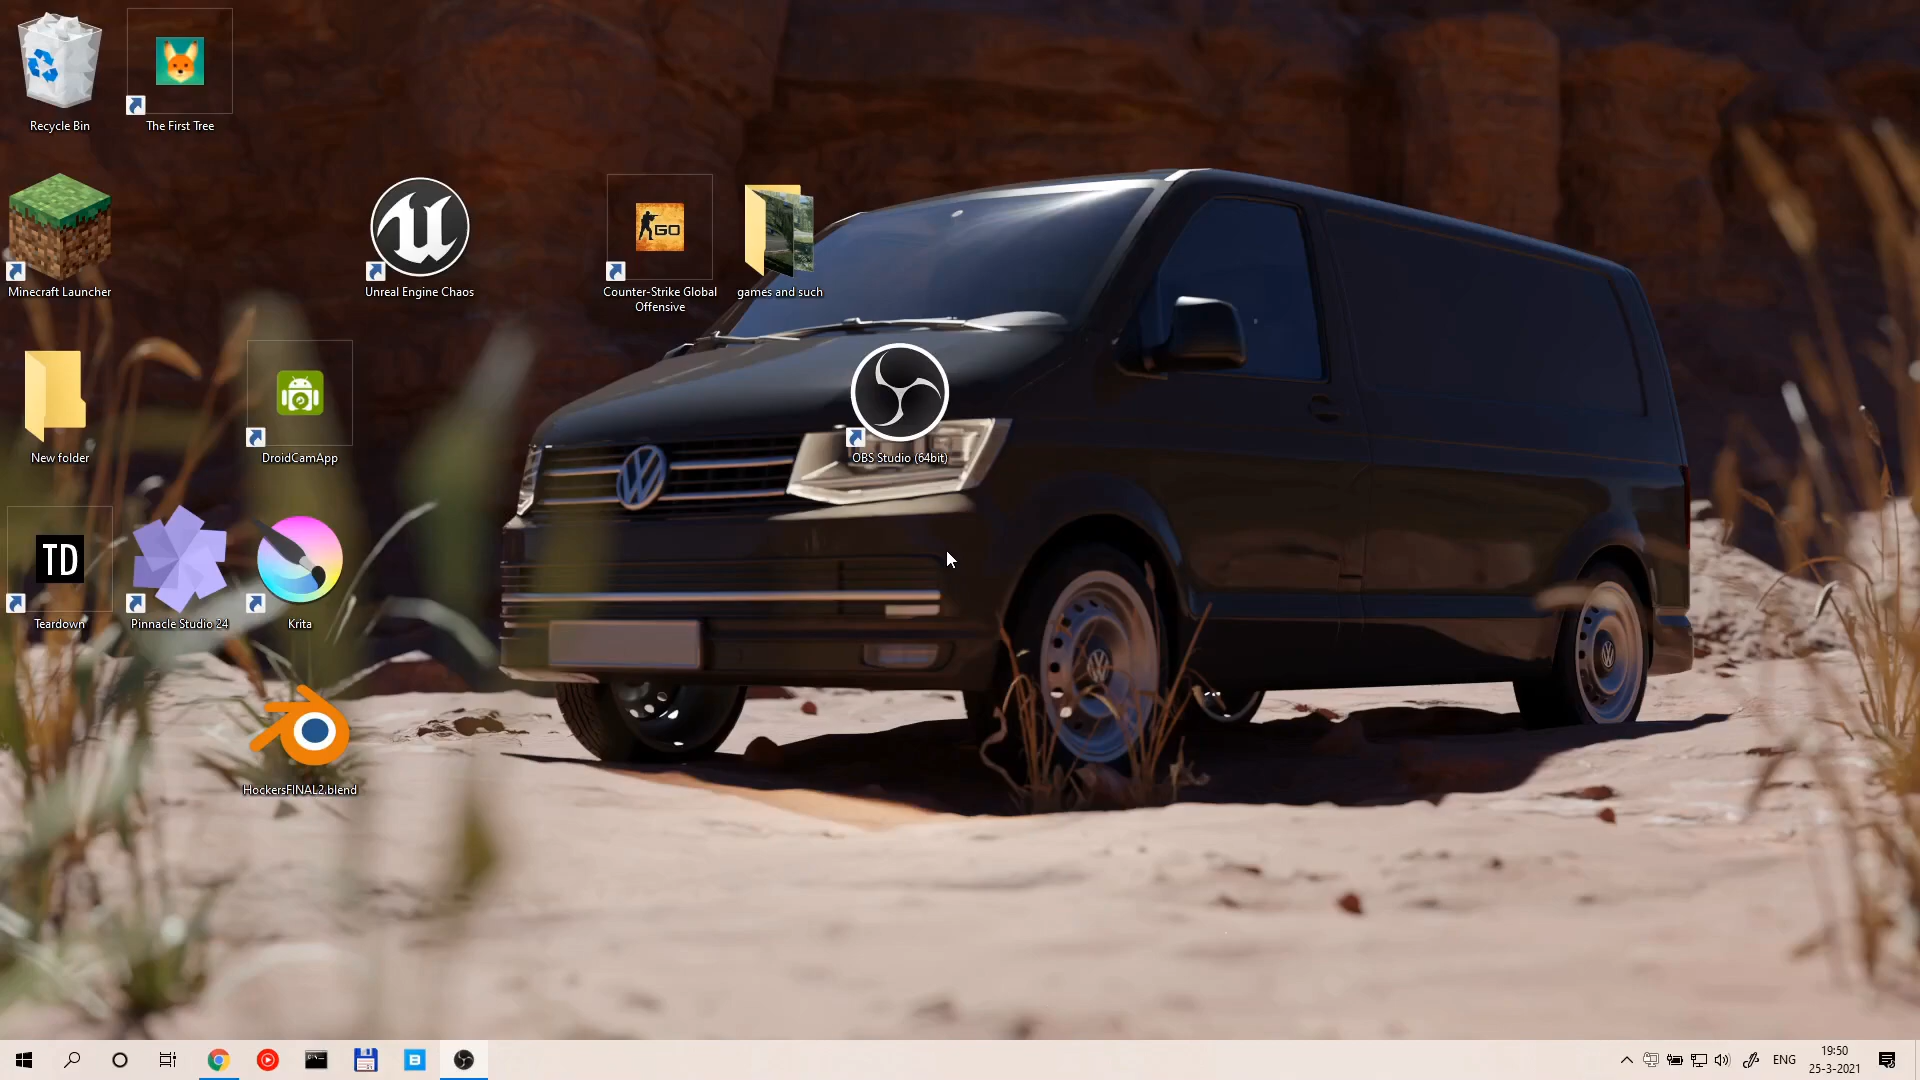 Recycle Bin
The First Tree
Minecraft Launcher
Unreal Engine Chaos
GO
Counter-Strike Global
Offensive
games and such
New folder
DroidCamApp
OBS Studio (64bit)
TD
Teardown
Pinnacle Studio 24
Krita
HockersFINAL2.blend
B
ENG
19:50
25-3-2021